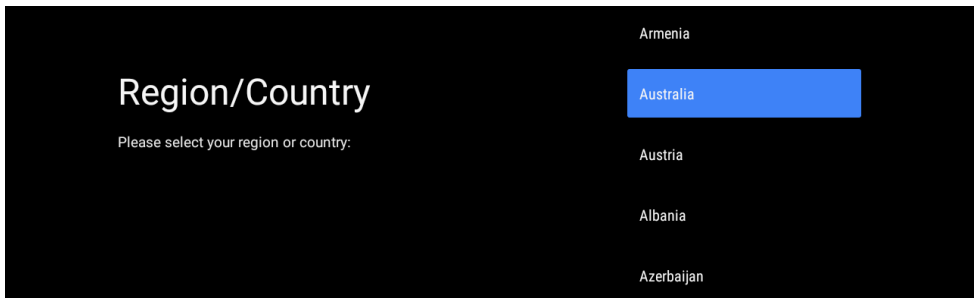 Region/Country
Please select your region or country:
Armenia
Australia
Austria
Albania
Azerbaijan